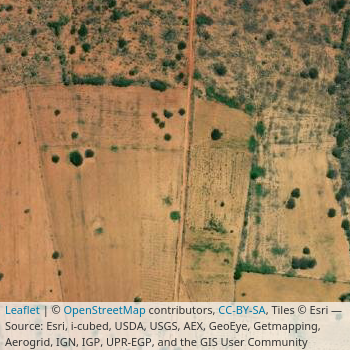 Leaflet | © OpenStreetMap contributors, CC-BY-SA, Tiles © Esri —
Source: Esri, i-cubed, USDA, USGS, AEX, GeoEye, Getmapping,
Aerogrid, IGN, IGP, UPR-EGP, and the GIS User Community